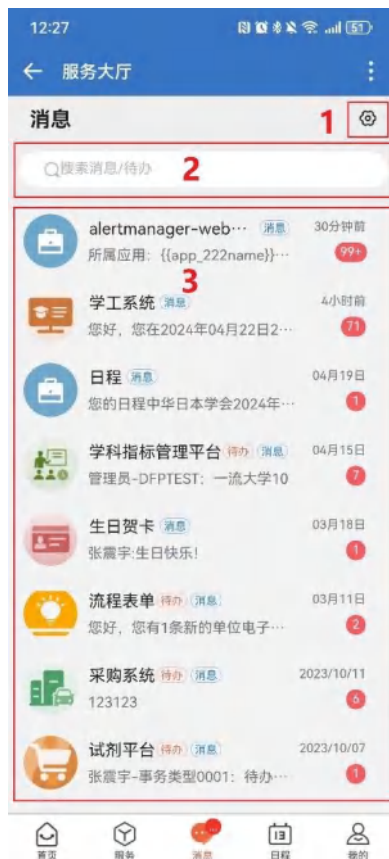 12:27 51
服务大厅
消息 1
搜索消息/待办 2
alertmanager-web··· 消息 30分钟前
所属应用: {{app_222name}}··· 99+
3
学工系统 消息 4小时前
您好，您在2024年04月22日2··· 71
日程 消息 04月19日
您的日程中华日本学会2024年··· 1
学科指标管理平台 待办 消息 04月15日
管理员-DFPTEST: 一流大学10 7
生日贺卡 消息 03月18日
张震宇:生日快乐! 1
流程表单 待办 消息 03月11日
您好，您有1条新的单位电子··· 2
采购系统 待办 消息 2023/10/11
123123 6
试剂平台 待办 消息 2023/10/07
张震宇-事务类型0001: 待办··· 1
13
首页 服务 消息 日程 我的